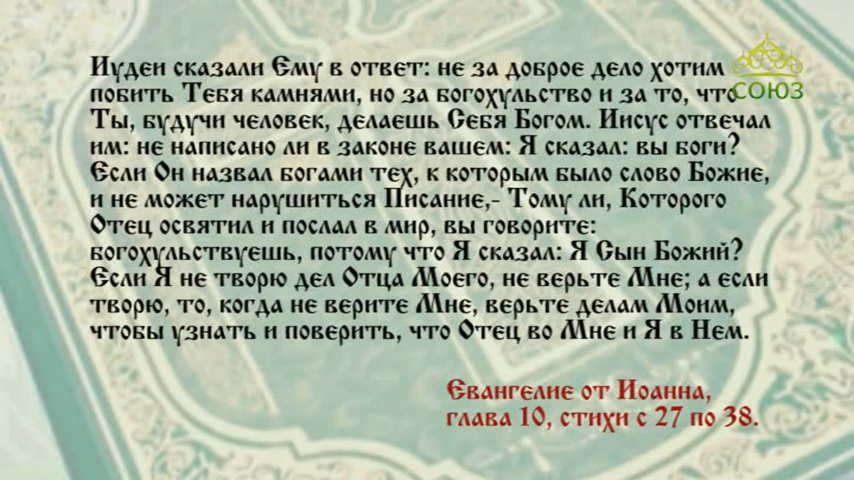 Иудеи сказали Ему в ответ: не за доброе дело хотим
побить Тебя камнями, но за богохульство и за то, что
Ты, будучи человек, делаешь Себя Богом. Иисус отвечал
им: не написано ли в законе вашем: Я сказал: вы боги?
Если Он назвал богами тех, к которым было слово Божие,
и не может нарушиться Писание,- Тому ли, Которого
Отец освятил и послал в мир, вы говорите:
богохульствуешь, потому что Я сказал: Я Сын Божий?
Если Я не творю дел Отца Моего, не верьте Мне; а если
творю, то, когда не верите Мне, верьте делам Моим,
чтобы узнать и поверить, что Отец во Мне и Я в Нем.
Евангелие от Иоанна,
глава 10, стихи с 27 по 38.
СОЮЗ